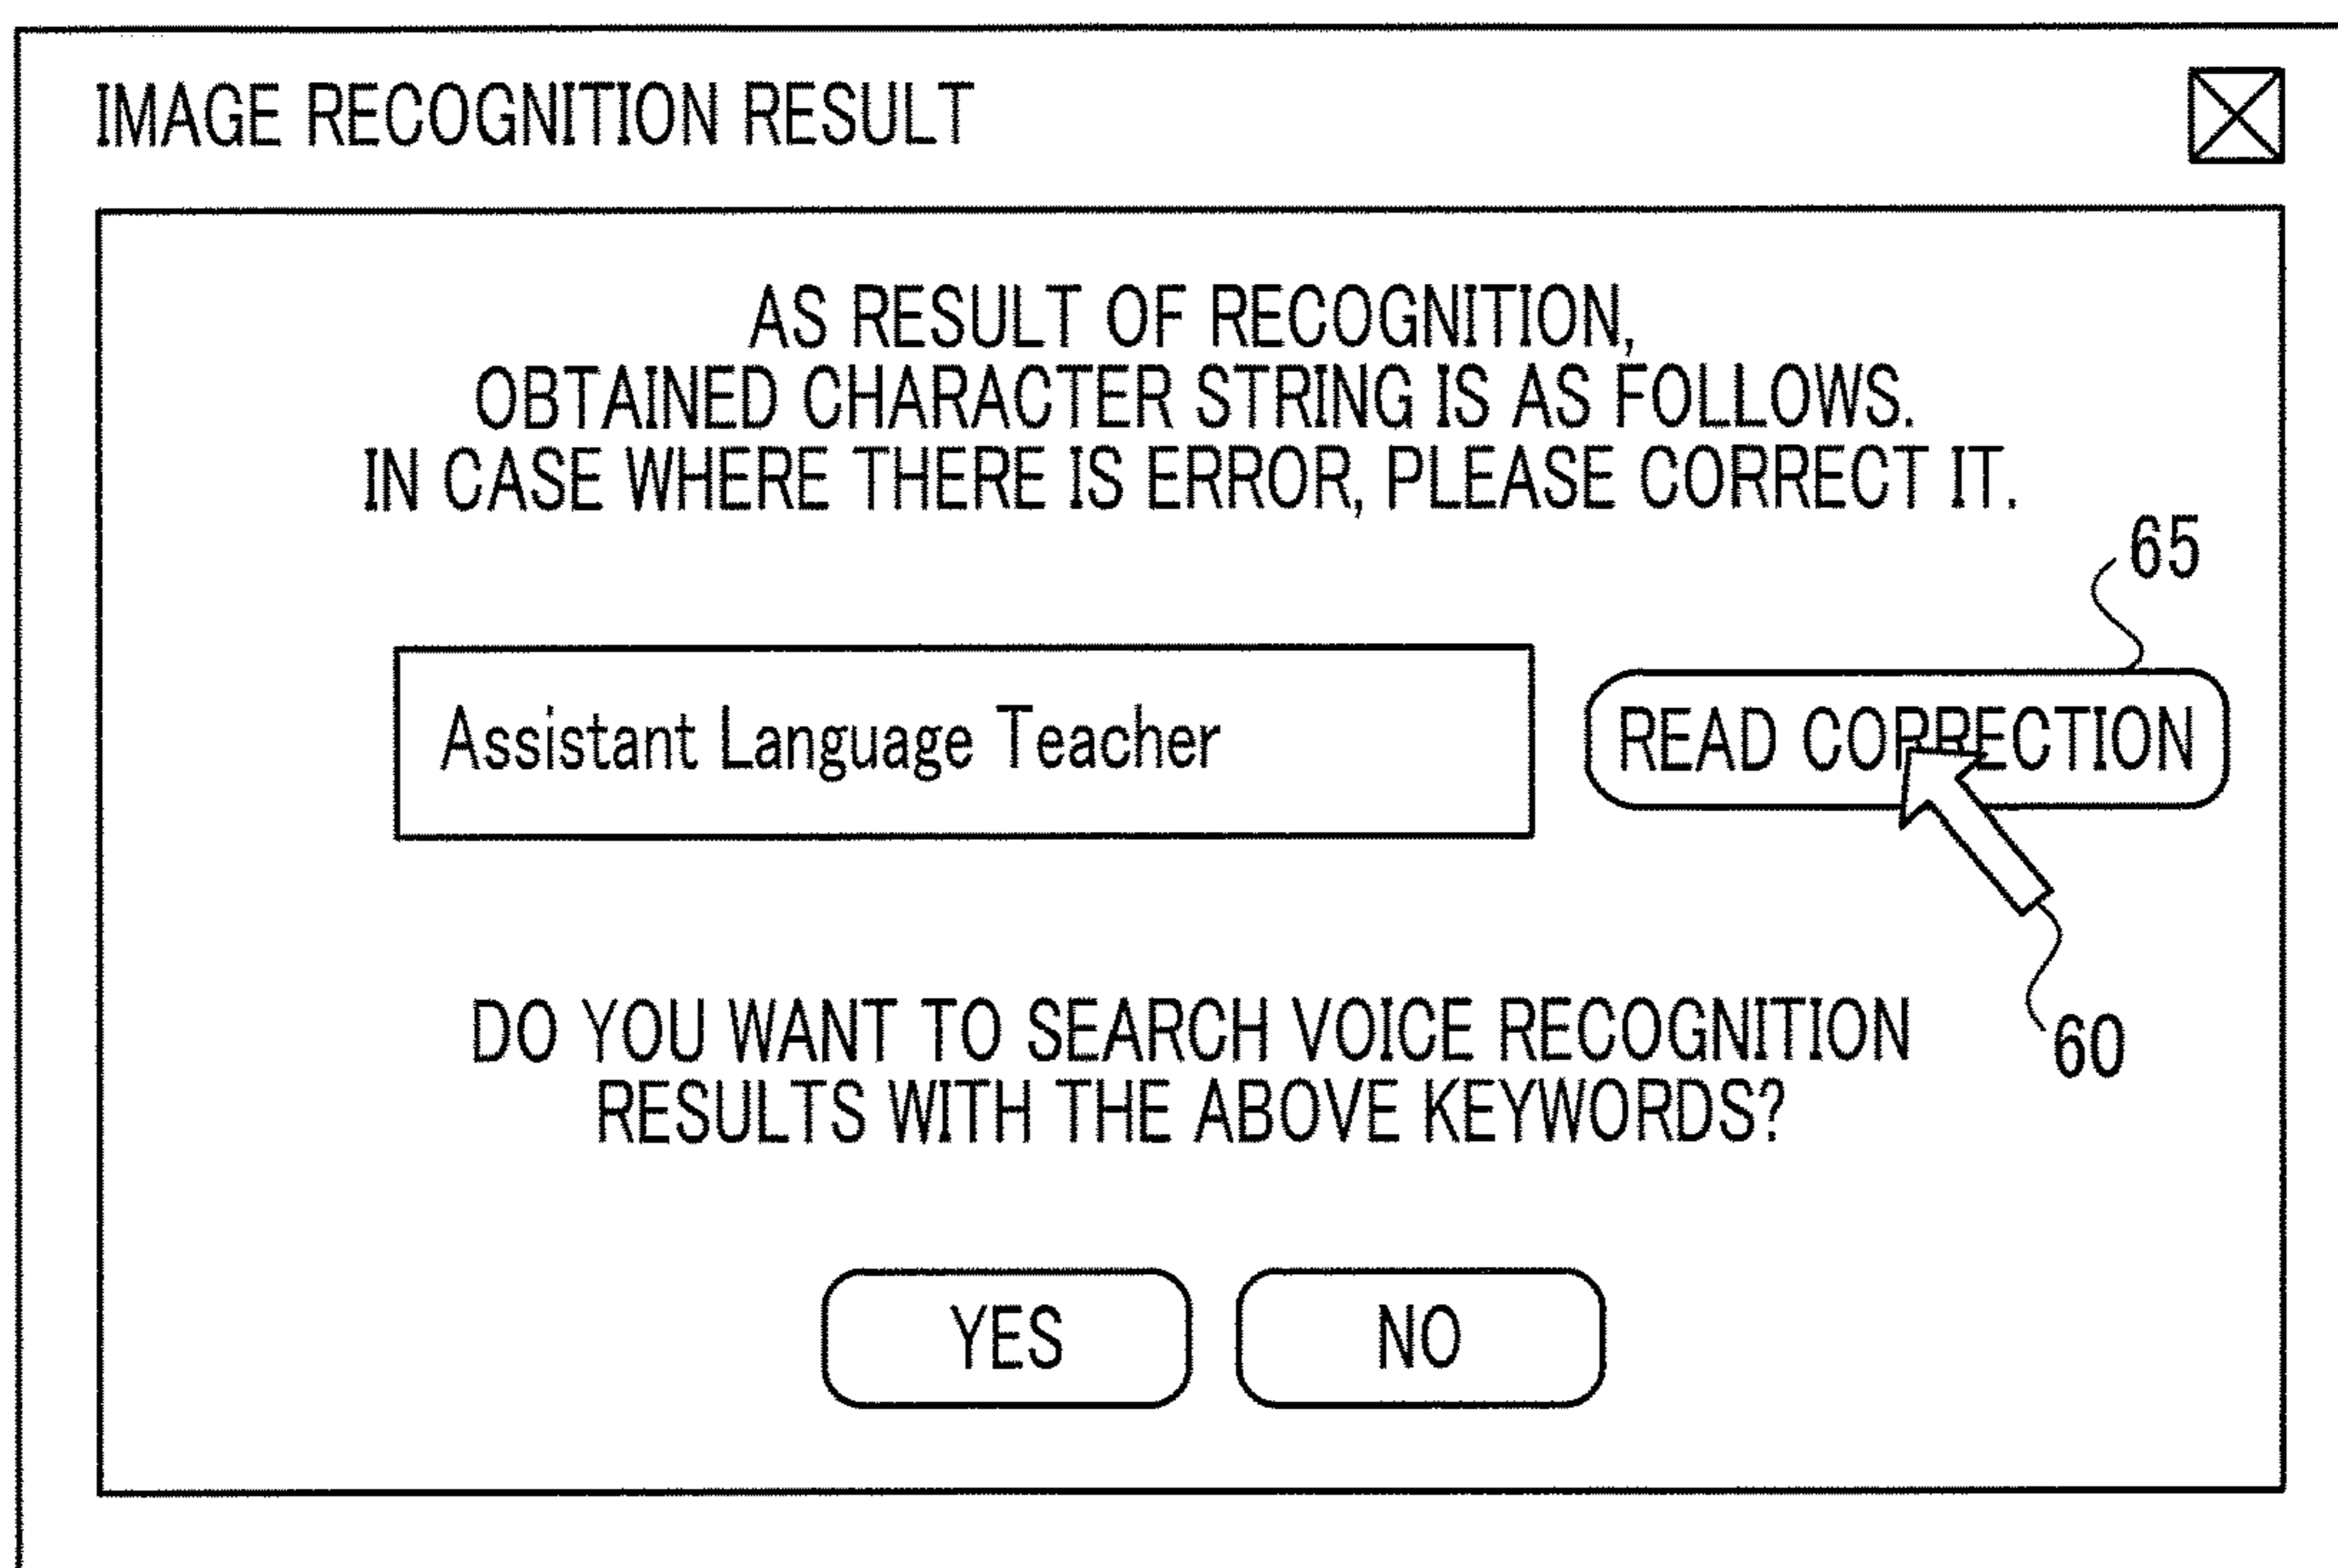 IMAGE RECOGNITION RESULT
AS RESULT OF RECOGNITION,
OBTAINED CHARACTER STRING IS AS FOLLOWS.
IN CASE WHERE THERE IS ERROR, PLEASE CORRECT IT.
65
Assistant Language Teacher
READ CORRECTION
DO YOU WANT TO SEARCH VOICE RECOGNITION
60
RESULTS WITH THE ABOVE KEYWORDS?
YES
NO